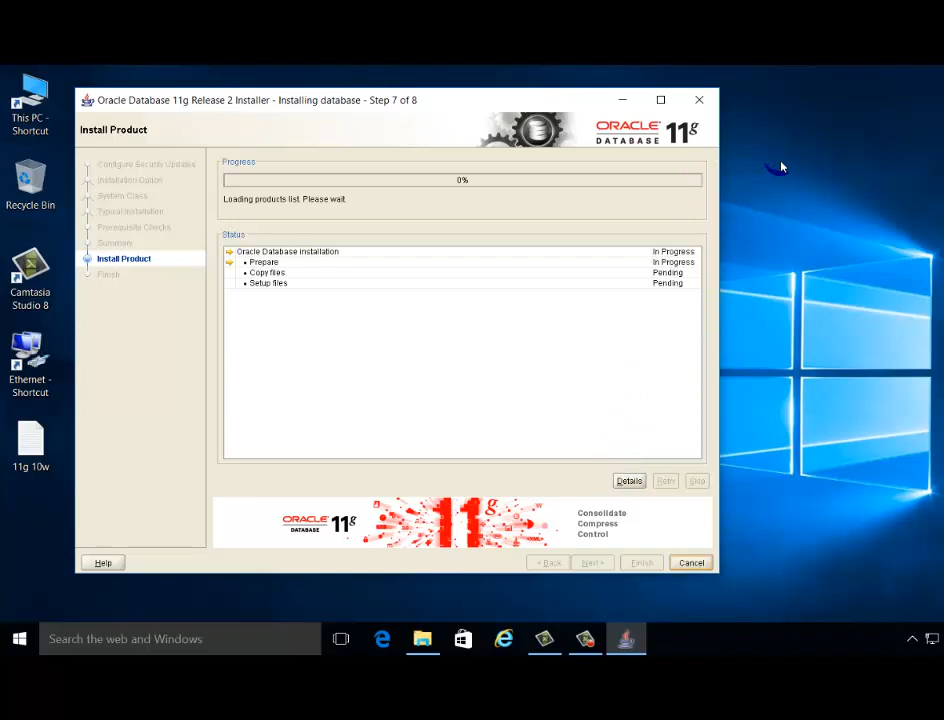 This PC -
Shortcut
Recycle Bin
Camtasia
Studio 8
Ethernet -
Shortcut
11g 10w
Oracle Database 11g Release 2 Installer - Installing database - Step 7 of 8
Install Product
ORACLE
DATABASE 11g
Configure Security Updates
Installation Option
System Class
Typical Installation
Prerequisite Checks
Summary
Install Product
Finish
Progress
0%
Loading products list. Please wait.
Status
Oracle Database installation In Progress
• Prepare In Progress
• Copy files Pending
• Setup files Pending
Details Retry Skip
ORACLE
DATABASE 11g
11g
Consolidate
Compress
Control
Help < Back Next > Finish Cancel
Search the web and Windows